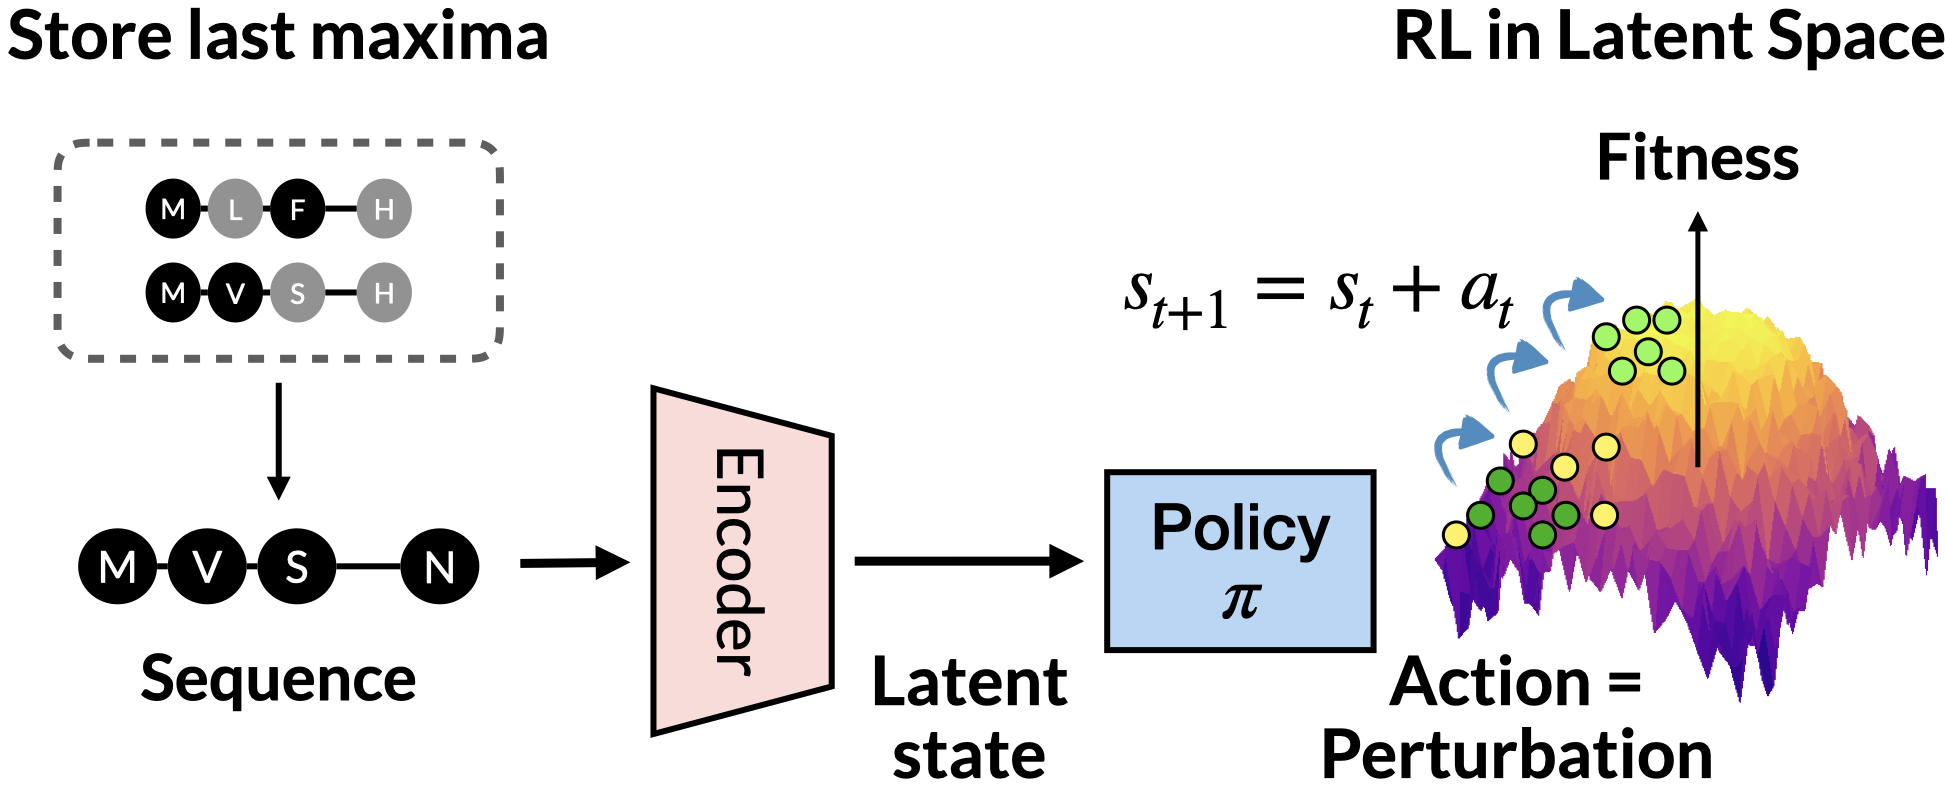 Store last maxima
RL in Latent Space
Fitness
M L F H
M V S H
s_{t+1} = s_t + a_t
M V S N
Sequence
Encoder
Latent
state
Policy
π
Action =
Perturbation